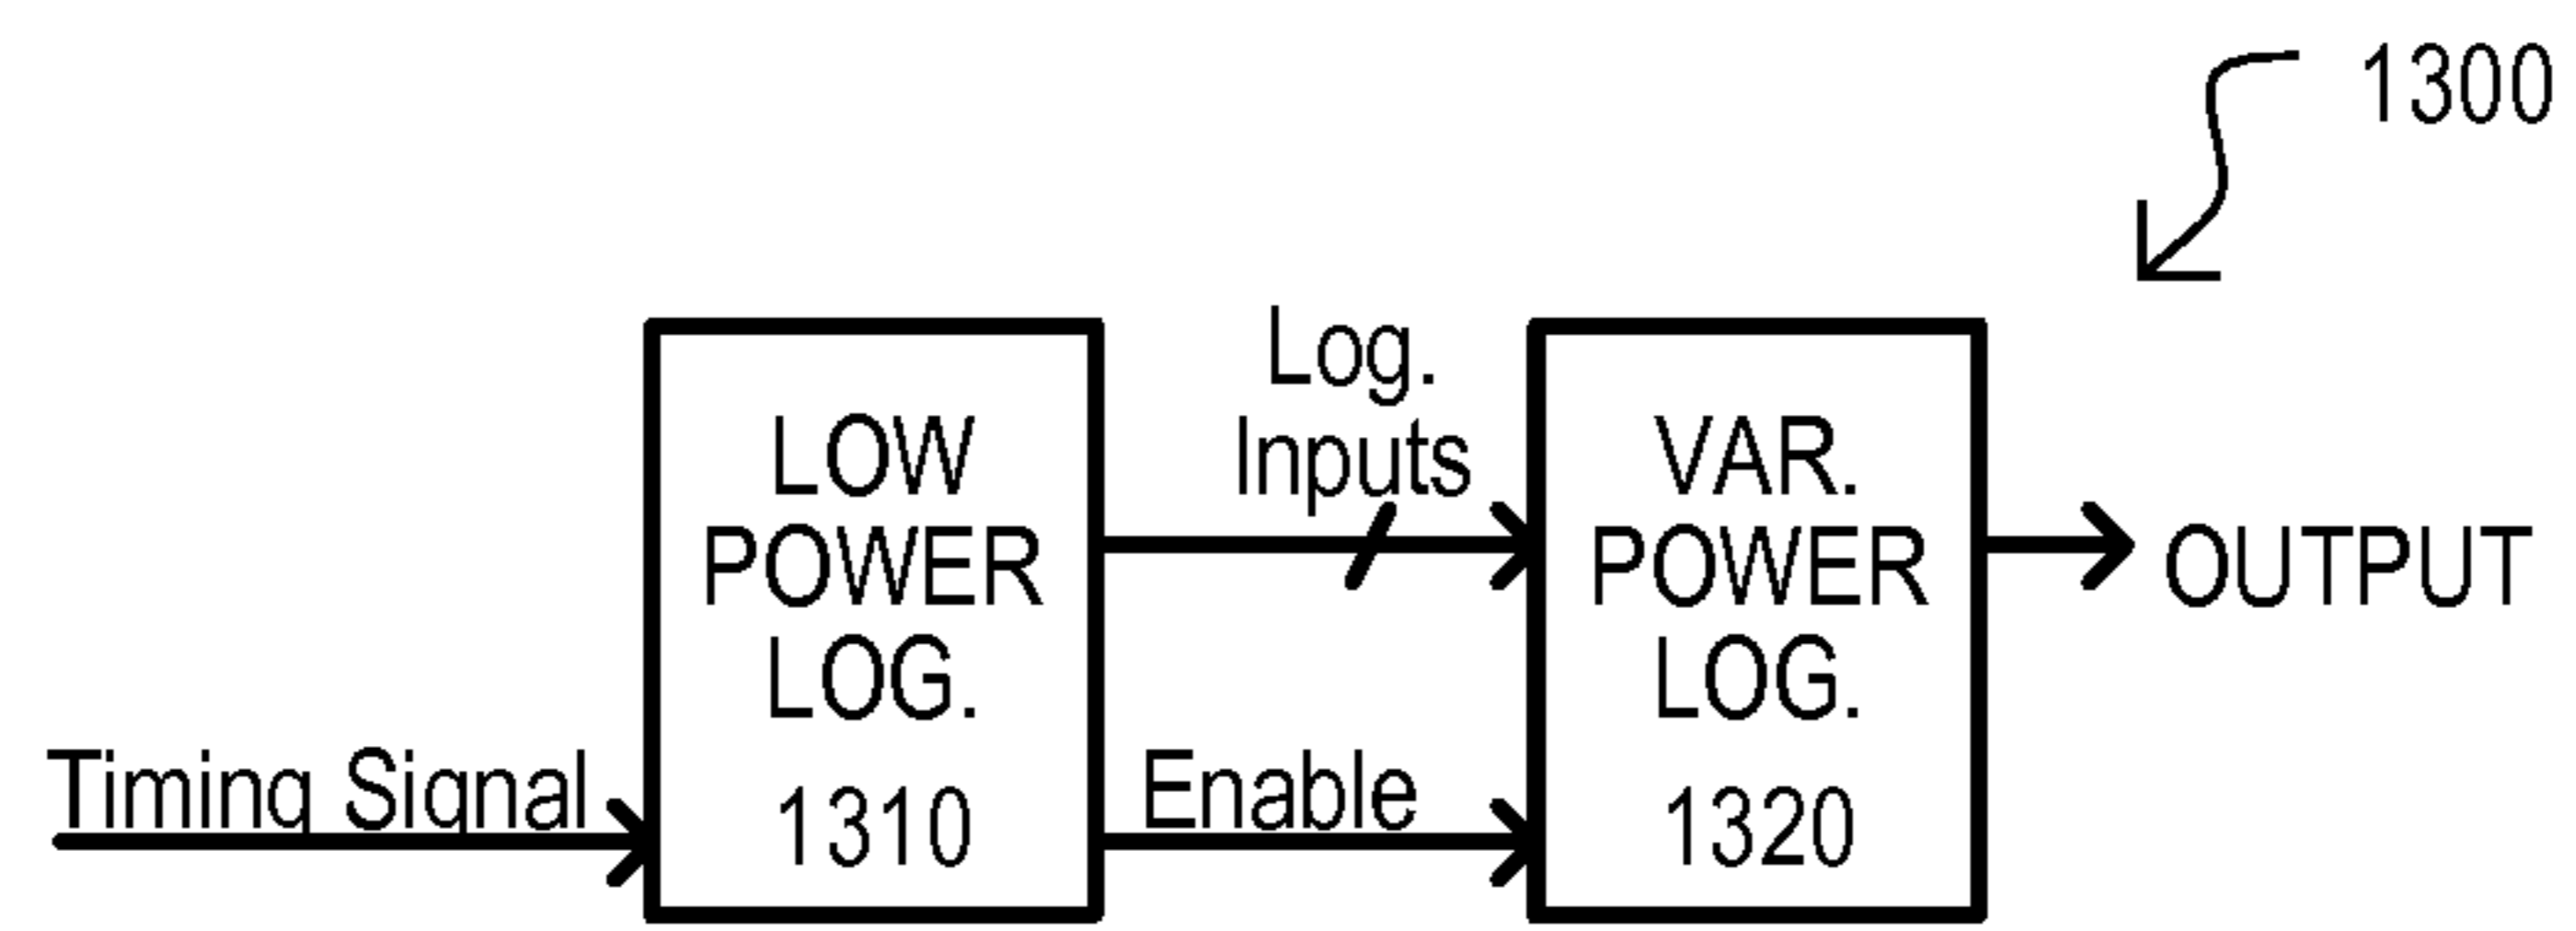 1300
Log.
Inputs
LOW
POWER
LOG.
1310
VAR.
POWER
LOG.
1320
OUTPUT
Timing Signal
Enable